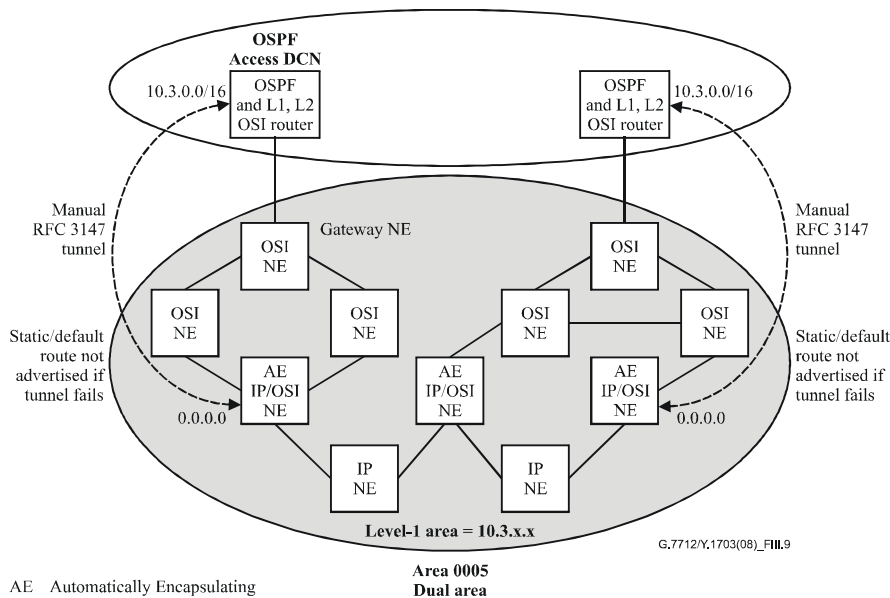 OSPF
Access DCN
10.3.0.0/16
OSPF
and L1, L2
OSI router
OSPF
and L1, L2
OSI router
10.3.0.0/16
Manual
RFC 3147
tunnel
OSI
NE
Gateway NE
OSI
NE
Manual
RFC 3147
tunnel
OSI
NE
OSI
NE
OSI
NE
OSI
NE
Static/default
route not
advertised if
tunnel fails
Static/default
route not
advertised if
tunnel fails
0.0.0.0
AE
IP/OSI
NE
AE
IP/OSI
NE
AE
IP/OSI
NE
0.0.0.0
IP
NE
IP
NE
Level-1 area = 10.3.x.x
G.7712/Y.1703(08)_FIII.9
Area 0005
Dual area
AE Automatically Encapsulating